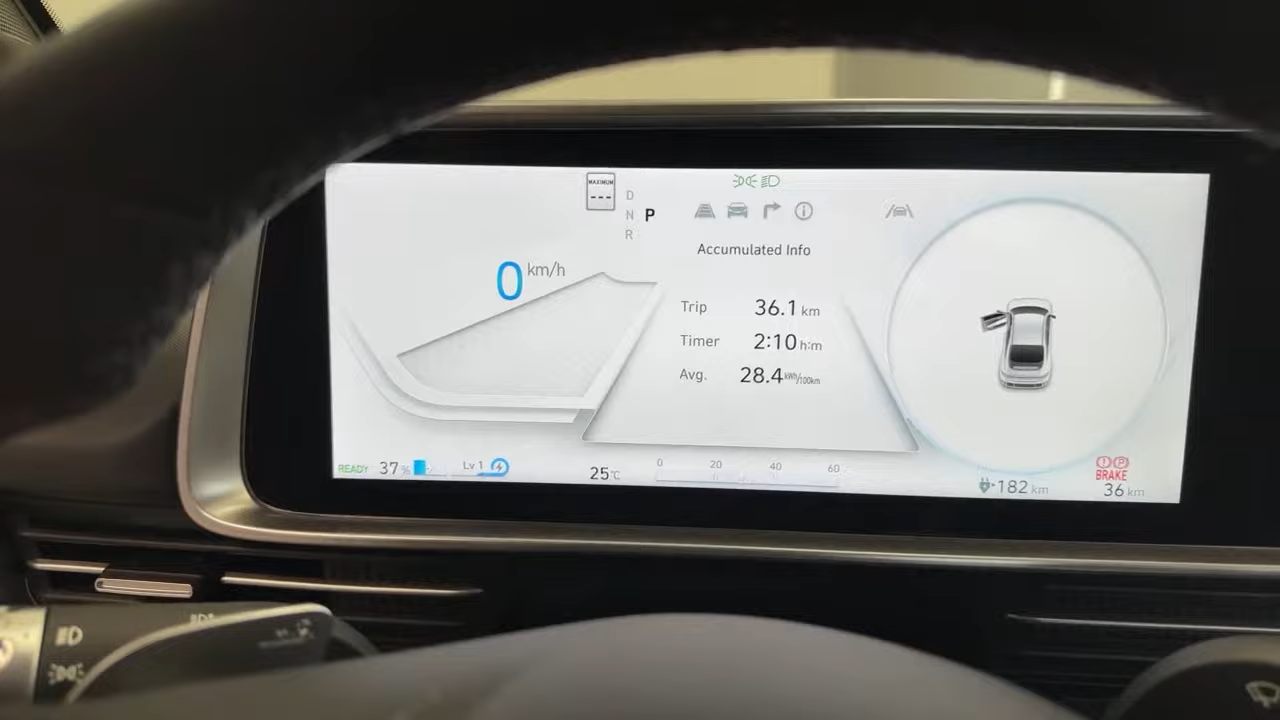 MAXIMUM
---
D
N P
R
0 km/h
Accumulated Info
Trip 36.1 km
Timer 2:10 h:m
Avg. 28.4 kWh/100km
READY 37% Lv 1
25℃
0 20 40 60
182 km
BRAKE
36 km